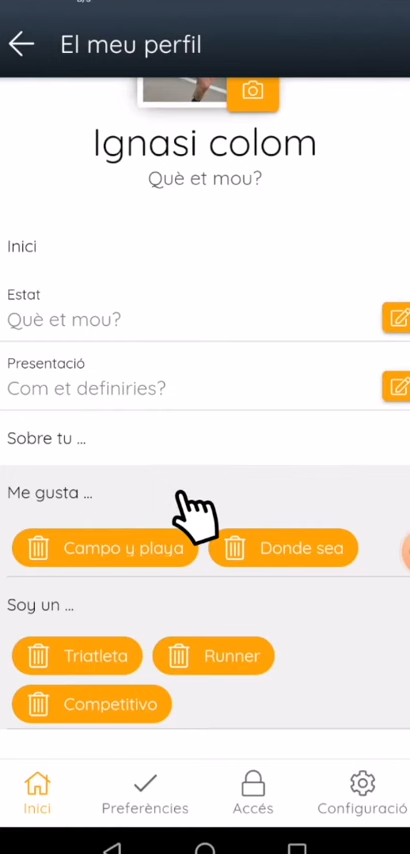 El meu perfil
Ignasi colom
Què et mou?
Inici
Estat
Què et mou?
Presentació
Com et definiries?
Sobre tu ...
Me gusta ...
Campo y playa
Donde sea
Soy un ...
Triatleta
Runner
Competitivo
Inici
Preferències
Accés
Configuració